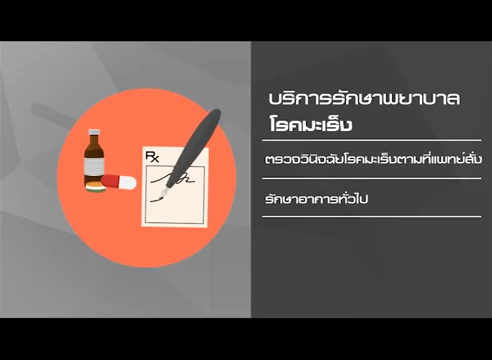 Rx
บริการรักษาพยาบาล
โรคมะเร็ง
ตรวจวินิจฉัยโรคมะเร็งตามที่แพทย์สั่ง
รักษาอาการทั่วไป